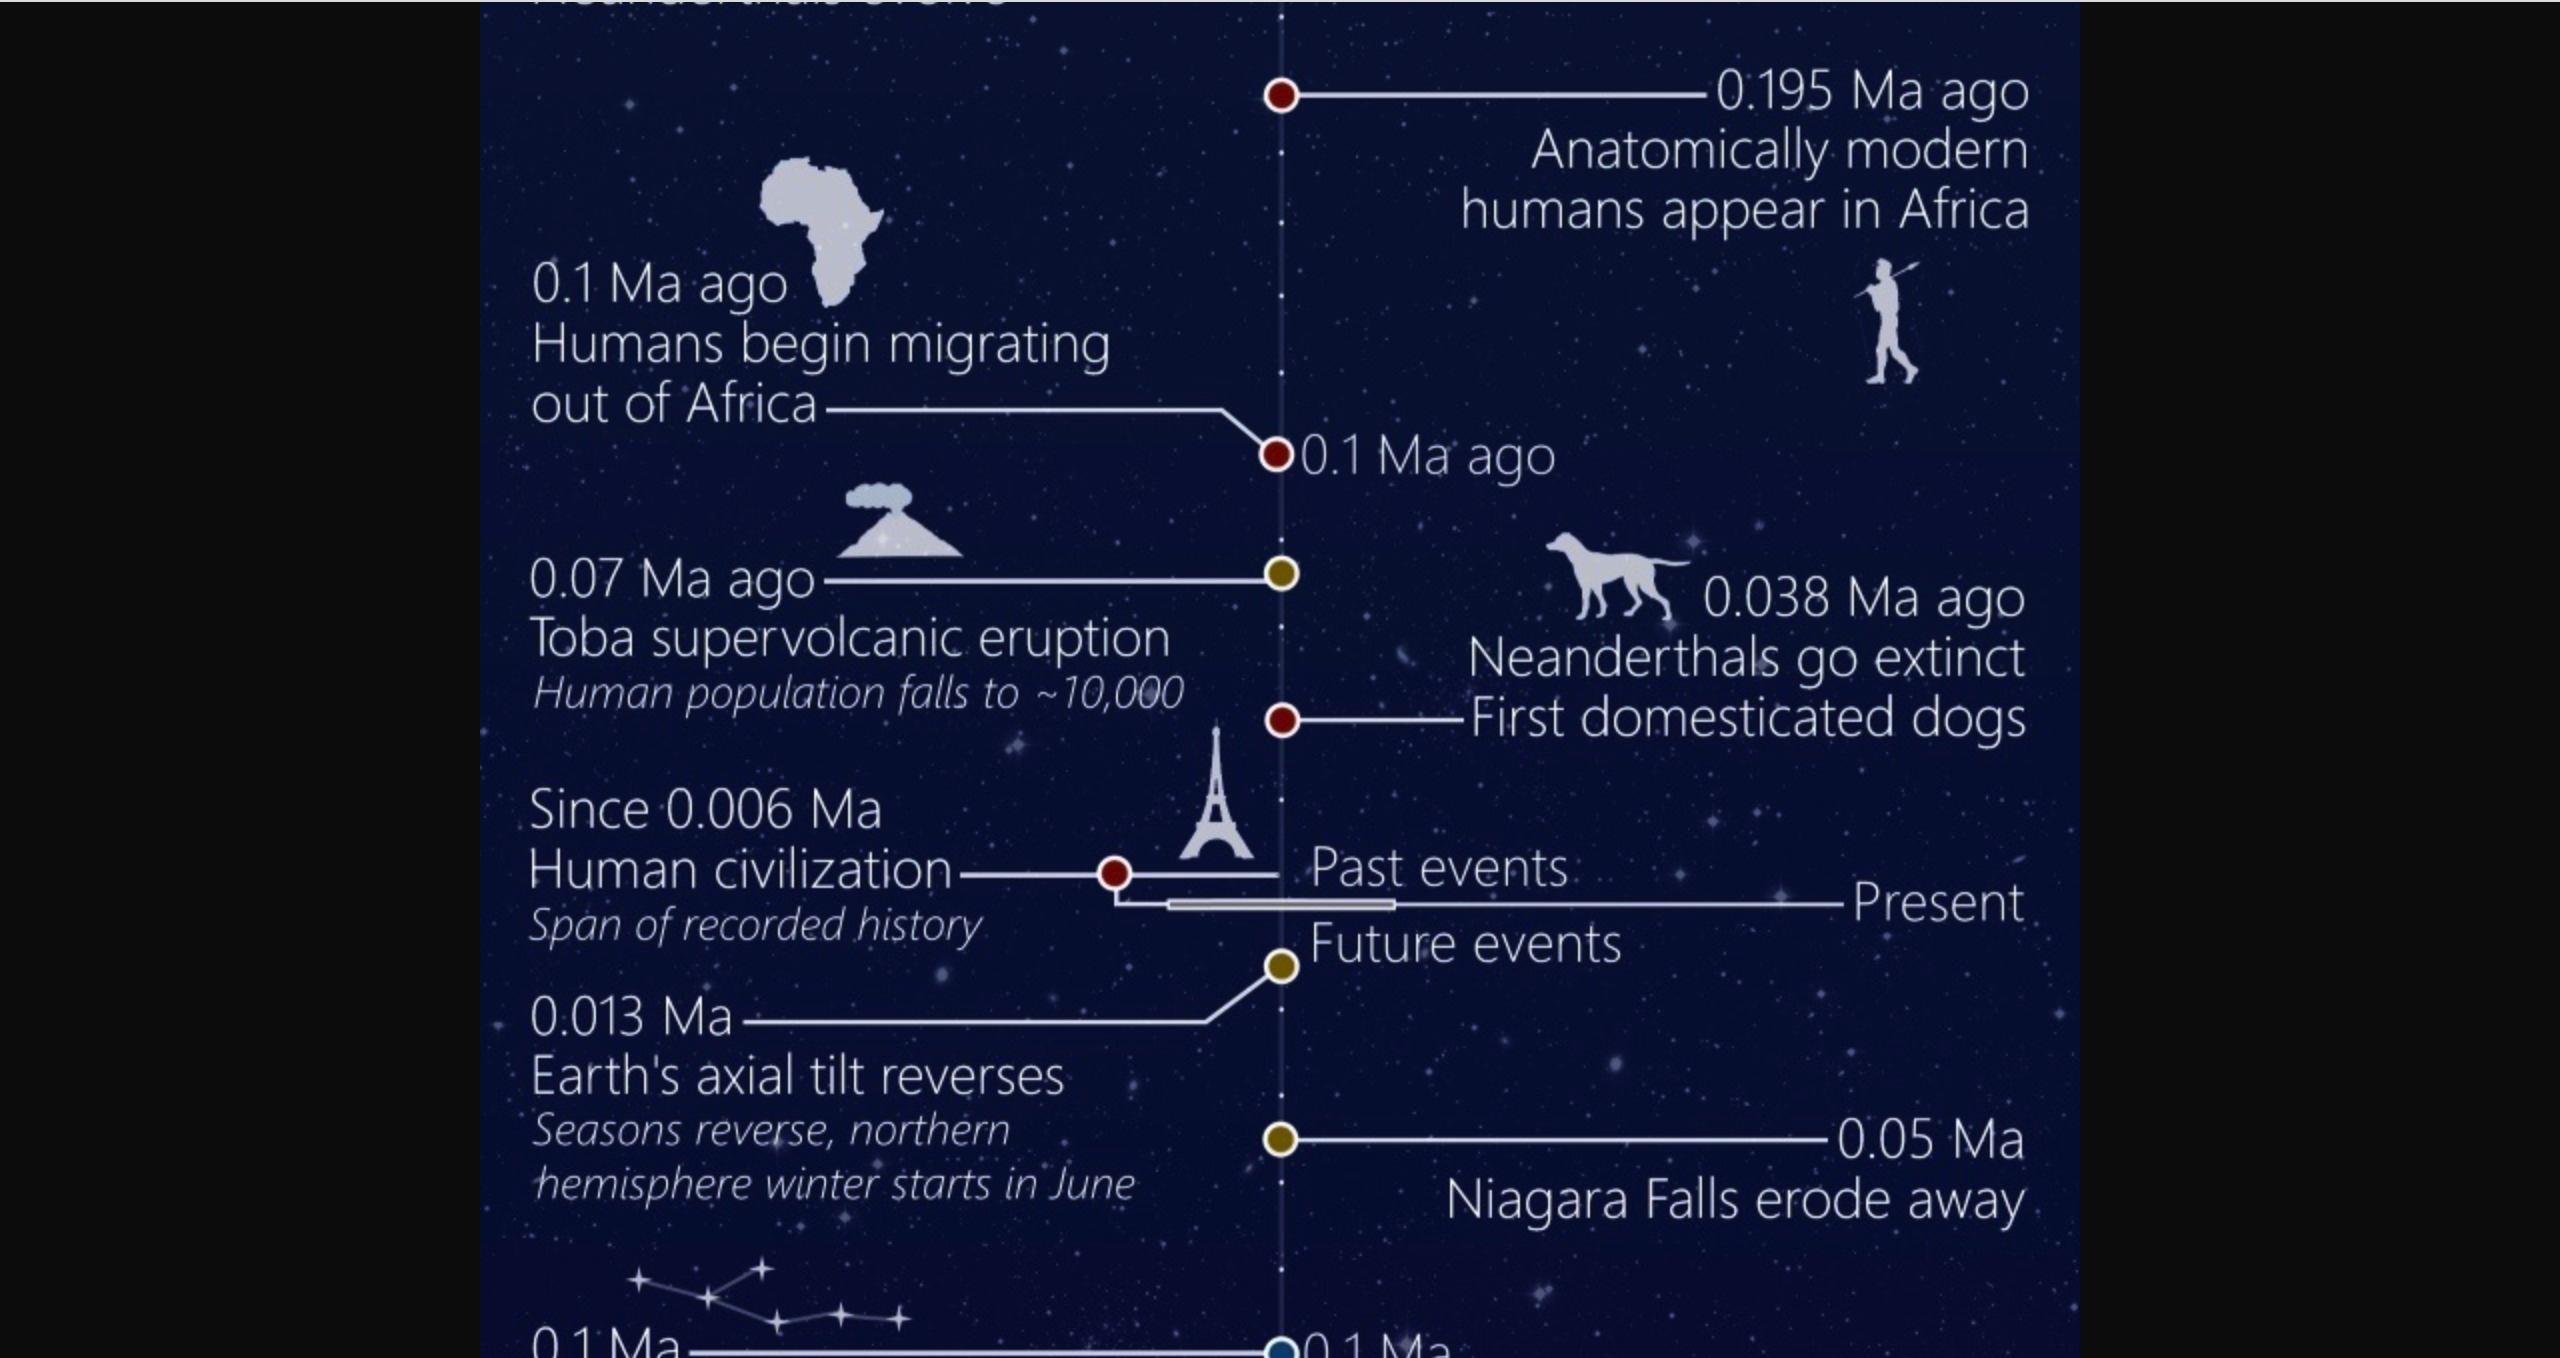 0.195 Ma ago
Anatomically modern
humans appear in Africa
0.1 Ma ago
Humans begin migrating
out of Africa
0.1 Ma ago
0.07 Ma ago
Toba supervolcanic eruption
Human population falls to ~10,000
0.038 Ma ago
Neanderthals go extinct
First domesticated dogs
Since 0.006 Ma
Human civilization
Span of recorded history
Past events
Present
Future events
0.013 Ma
Earth's axial tilt reverses
Seasons reverse, northern
hemisphere winter starts in June
0.05 Ma
Niagara Falls erode away
0.1 Ma
0.1 Ma